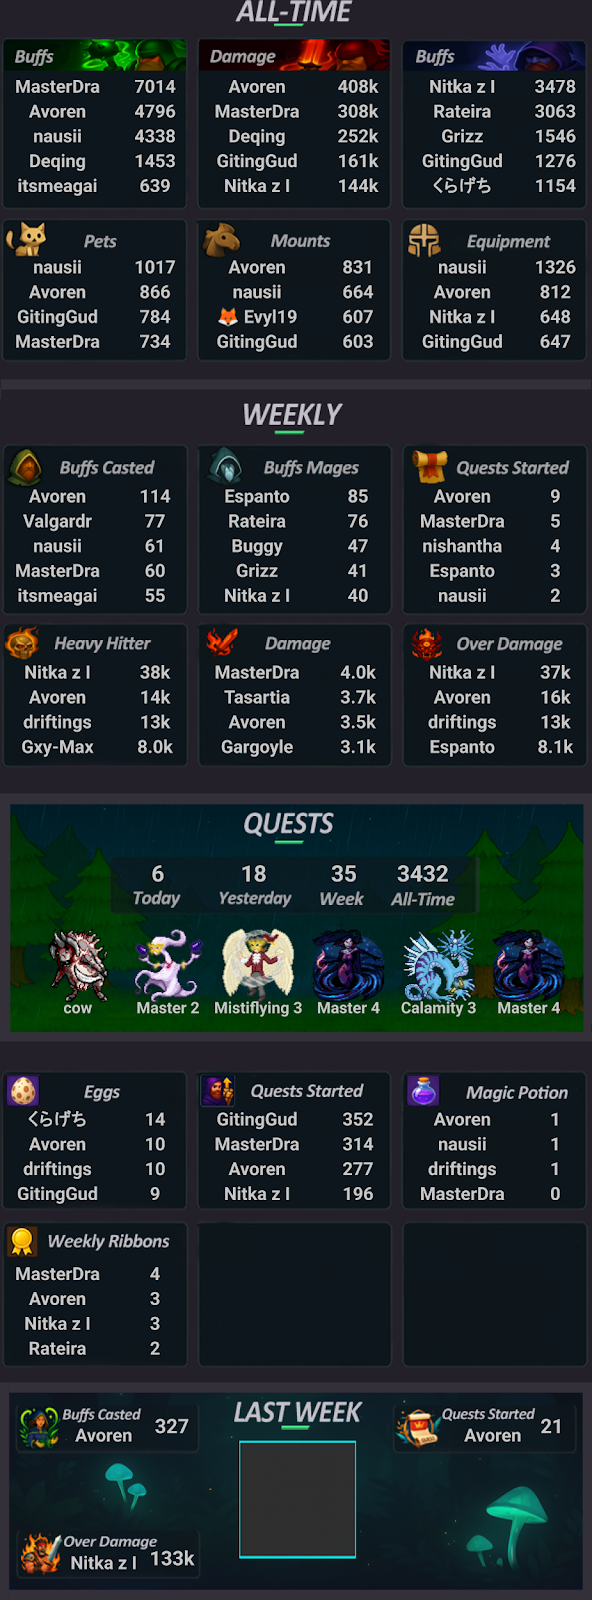 ALL-TIME
Buffs
MasterDra 7014
Avoren 4796
nausii 4338
Deqing 1453
itsmeagai 639
Damage
Avoren 408k
MasterDra 308k
Deqing 252k
GitingGud 161k
Nitka z l 144k
Buffs
Nitka z l 3478
Rateira 3063
Grizz 1546
GitingGud 1276
くらげち 1154
Pets
nausii 1017
Avoren 866
GitingGud 784
MasterDra 734
Mounts
Avoren 831
nausii 664
🦊 Evyl19 607
GitingGud 603
Equipment
nausii 1326
Avoren 812
Nitka z l 648
GitingGud 647
WEEKLY
Buffs Casted
Avoren 114
Valgardr 77
nausii 61
MasterDra 60
itsmeagai 55
Buffs Mages
Espanto 85
Rateira 76
Buggy 47
Grizz 41
Nitka z l 40
Quests Started
Avoren 9
MasterDra 5
nishantha 4
Espanto 3
nausii 2
Heavy Hitter
Nitka z l 38k
Avoren 14k
driftings 13k
Gxy-Max 8.0k
Damage
MasterDra 4.0k
Tasartia 3.7k
Avoren 3.5k
Gargoyle 3.1k
Over Damage
Nitka z l 37k
Avoren 16k
driftings 13k
Espanto 8.1k
QUESTS
6 18 35 3432
Today Yesterday Week All-Time
cow Master 2 Mistiflying 3 Master 4 Calamity 3 Master 4
Eggs
くらげち 14
Avoren 10
driftings 10
GitingGud 9
Quests Started
GitingGud 352
MasterDra 314
Avoren 277
Nitka z l 196
Magic Potion
Avoren 1
nausii 1
driftings 1
MasterDra 0
Weekly Ribbons
MasterDra 4
Avoren 3
Nitka z l 3
Rateira 2
LAST WEEK
Buffs Casted
Avoren 327
Quests Started
Avoren 21
Over Damage
Nitka z l 133k